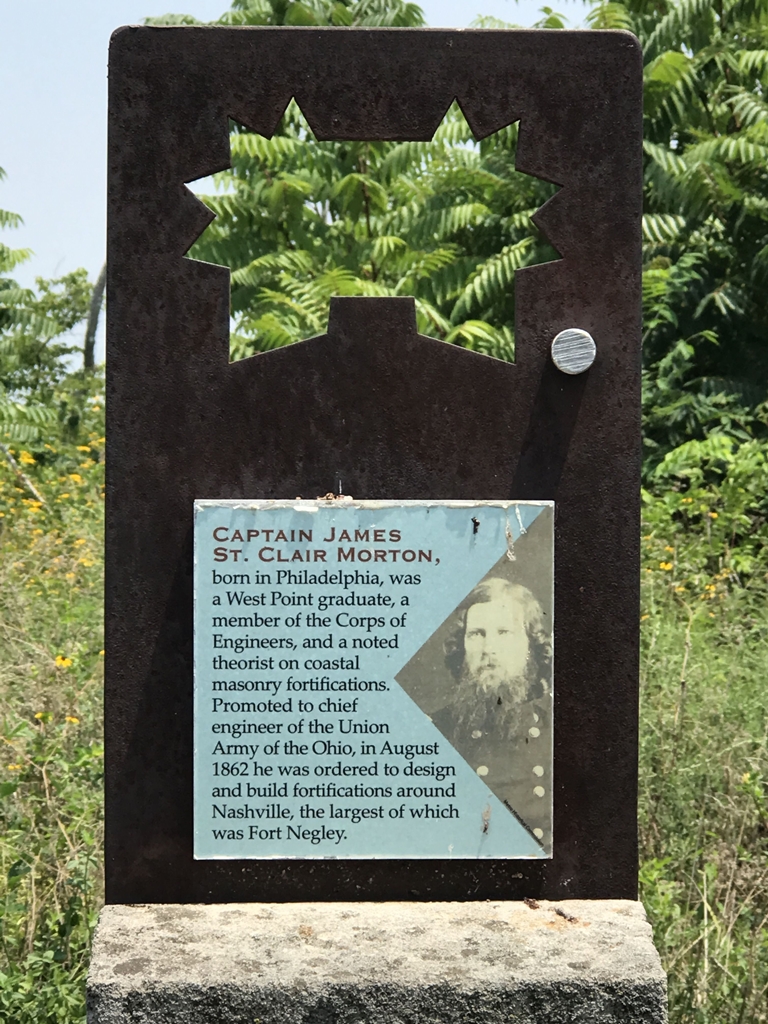 CAPTAIN JAMES
ST. CLAIR MORTON,
born in Philadelphia, was
a West Point graduate, a
member of the Corps of
Engineers, and a noted
theorist on coastal
masonry fortifications.
Promoted to chief
engineer of the Union
Army of the Ohio, in August
1862 he was ordered to design
and build fortifications around
Nashville, the largest of which
was Fort Negley.